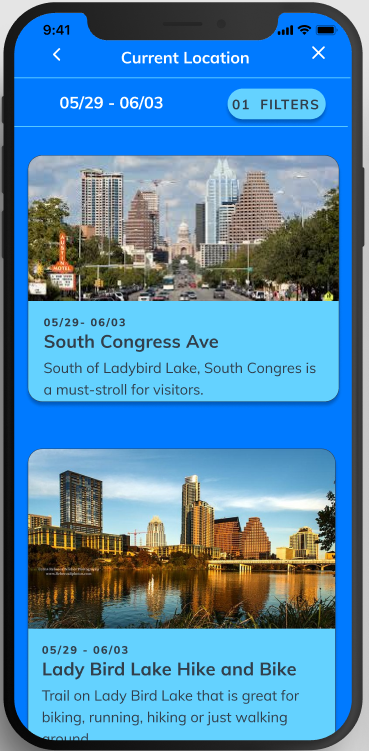 9:41
Current Location
05/29 - 06/03
01 FILTERS
MOTEL
05/29- 06/03
South Congress Ave
South of Ladybird Lake, South Congres is
a must-stroll for visitors.
05/29 - 06/03
Lady Bird Lake Hike and Bike
Trail on Lady Bird Lake that is great for
biking, running, hiking or just walking
around